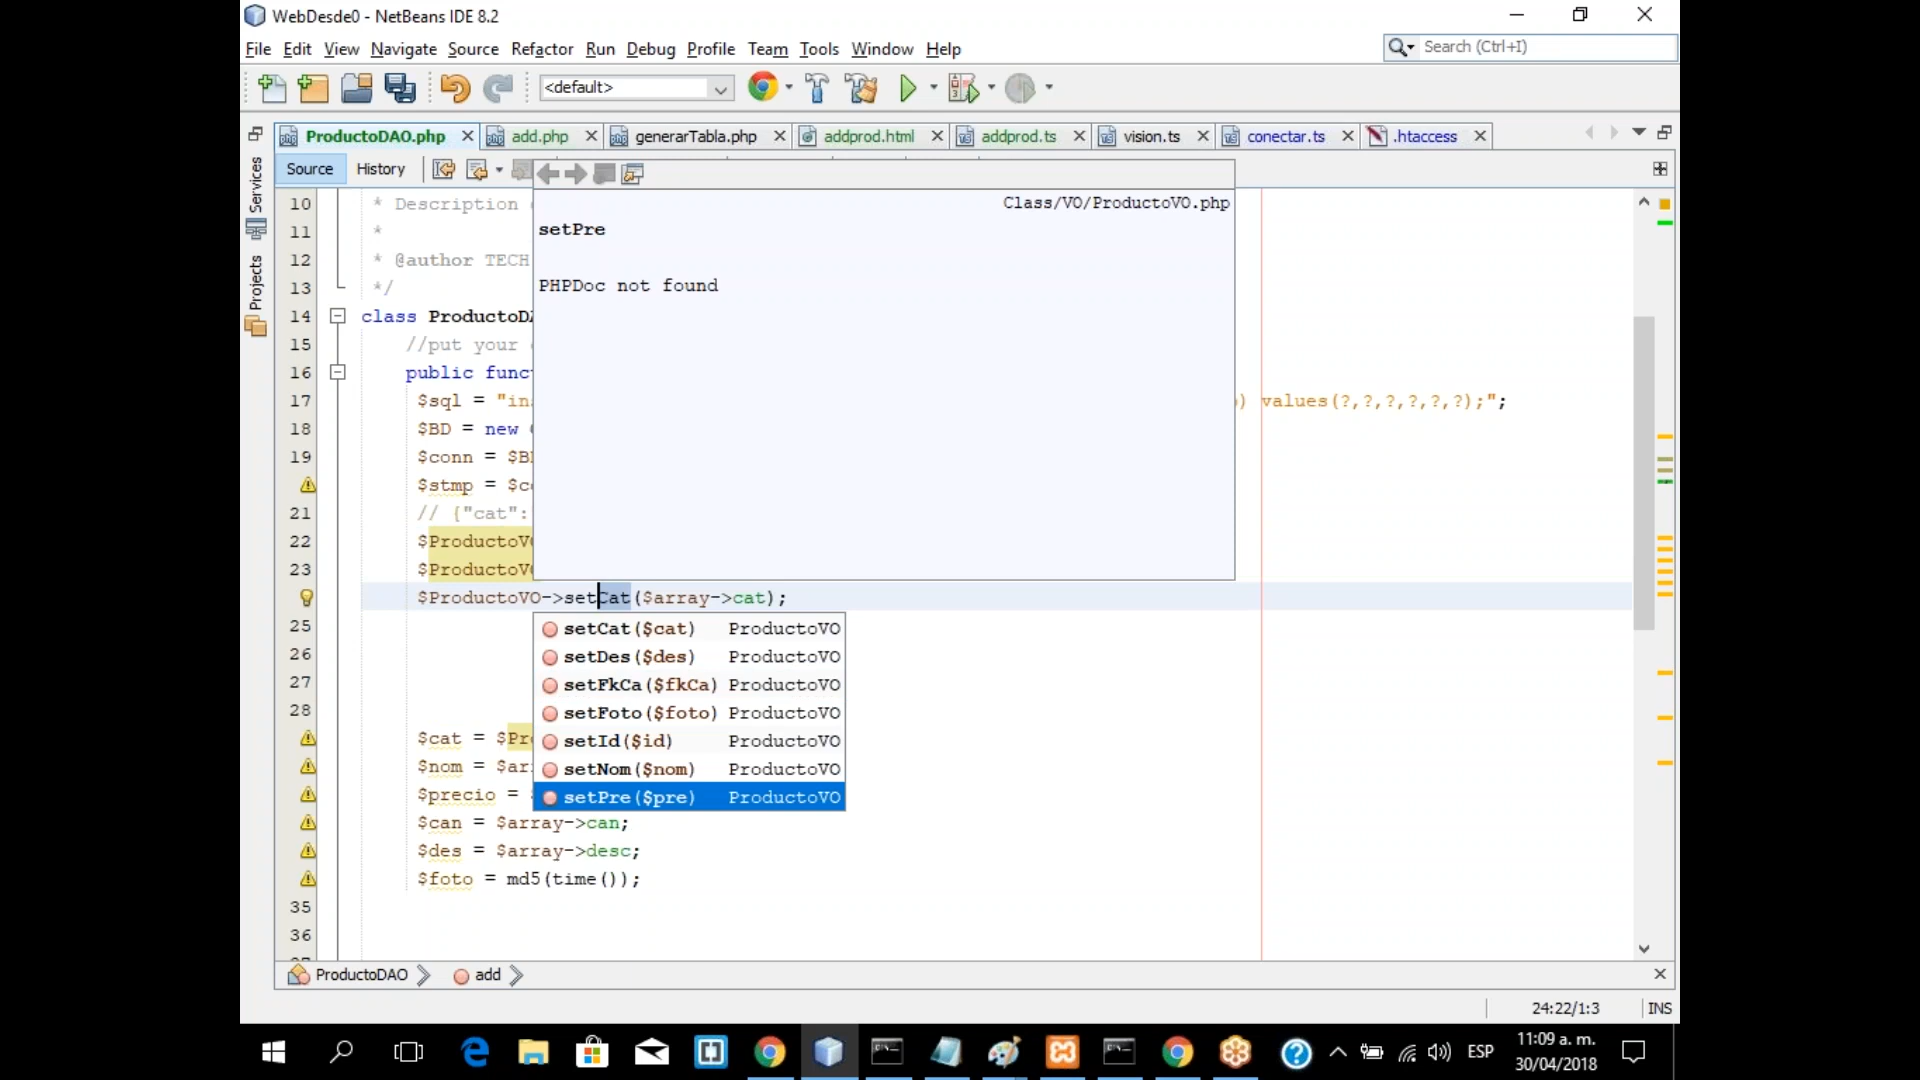 WebDesde0 - NetBeans IDE 8.2
File Edit View Navigate Source Refactor Run Debug Profile Team Tools Window Help
Search (Ctrl+I)
<default>
ProductoDAO.php add.php generarTabla.php addprod.html addprod.ts vision.ts conectar.ts .htaccess
Source History
Services
Projects
Class/VO/ProductoVO.php
setPre
PHPDoc not found
10 * Description
11 *
12 * @author TECH
13 */
14 class ProductoDA
15 //put your
16 public func
17 $sql = "in values(?,?,?,?,?,?);";
18 $BD = new
19 $conn = $B
$stmp = $c
21 // {"cat":
22 $ProductoVO
23 $ProductoVO
$ProductoVO->setCat($array->cat);
25
26
27
28
setCat($cat) ProductoVO
setDes($des) ProductoVO
setFkCa($fkCa) ProductoVO
setFoto($foto) ProductoVO
setId($id) ProductoVO
setNom($nom) ProductoVO
setPre($pre) ProductoVO
$cat = $Pr
$nom = $ar
$precio =
$can = $array->can;
$des = $array->desc;
$foto = md5(time());
35
36
ProductoDAO add
24:22/1:3 INS
ESP
11:09 a. m.
30/04/2018